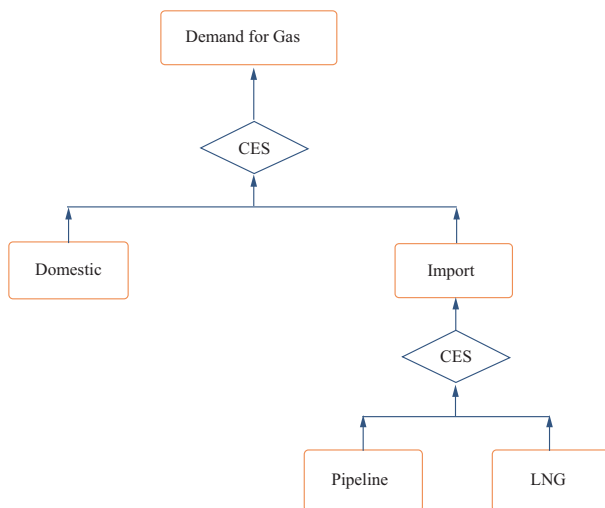 Demand for Gas
CES
Domestic
Import
CES
Pipeline
LNG